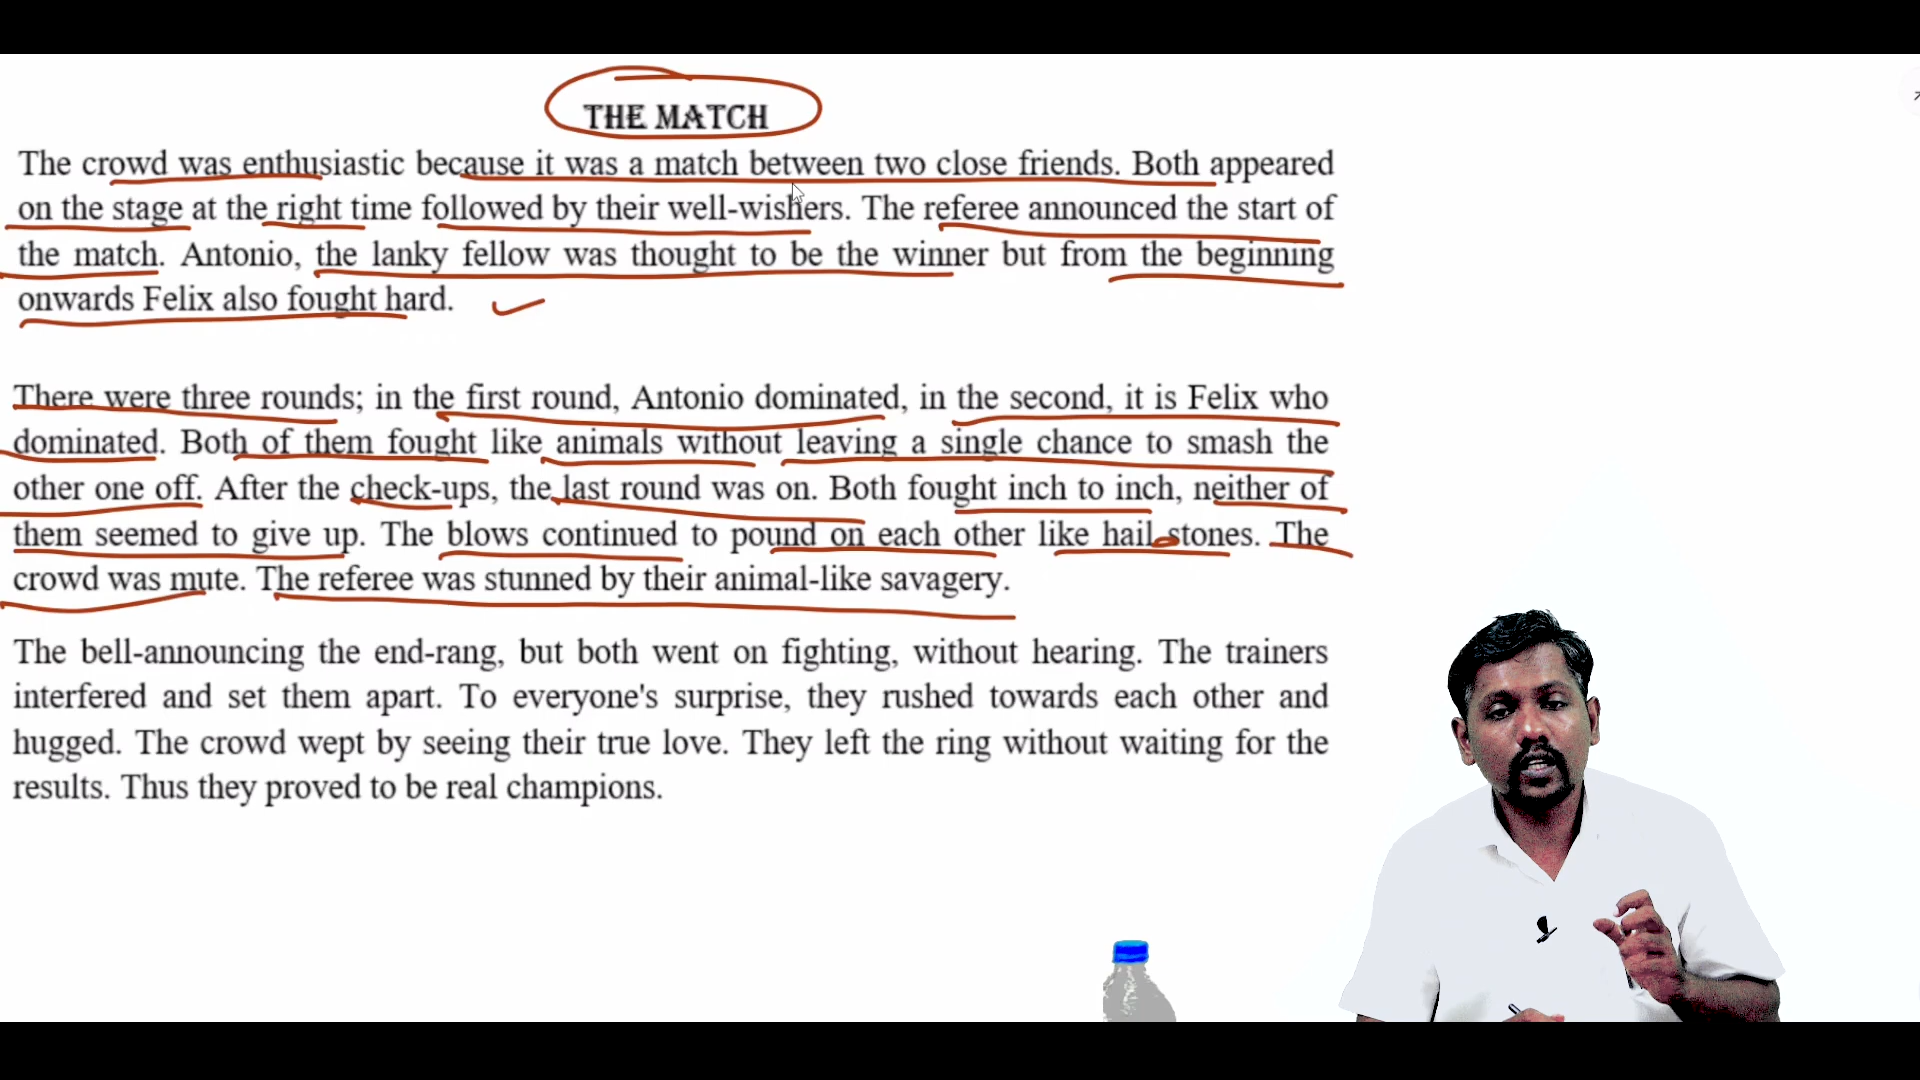 THE MATCH
The crowd was enthusiastic because it was a match between two close friends. Both appeared
on the stage at the right time followed by their well-wishers. The referee announced the start of
the match. Antonio, the lanky fellow was thought to be the winner but from the beginning
onwards Felix also fought hard.
There were three rounds; in the first round, Antonio dominated, in the second, it is Felix who
dominated. Both of them fought like animals without leaving a single chance to smash the
other one off. After the check-ups, the last round was on. Both fought inch to inch, neither of
them seemed to give up. The blows continued to pound on each other like hail stones. The
crowd was mute. The referee was stunned by their animal-like savagery.
The bell-announcing the end-rang, but both went on fighting, without hearing. The trainers
interfered and set them apart. To everyone's surprise, they rushed towards each other and
hugged. The crowd wept by seeing their true love. They left the ring without waiting for the
results. Thus they proved to be real champions.